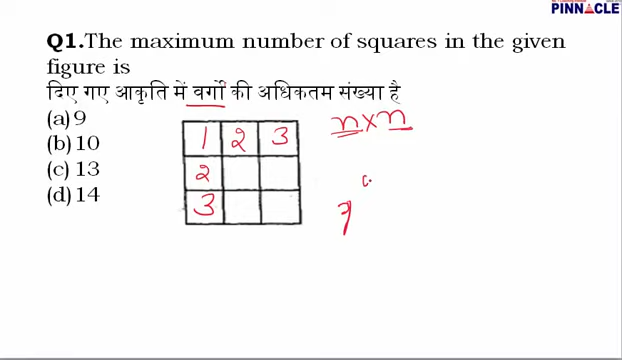 PINNACLE
Q1.The maximum number of squares in the given
figure is
दिए गए आकृति में वर्गों की अधिकतम संख्या है
(a) 9
(b) 10
(c) 13
(d) 14
1 2 3
2
3
n×n